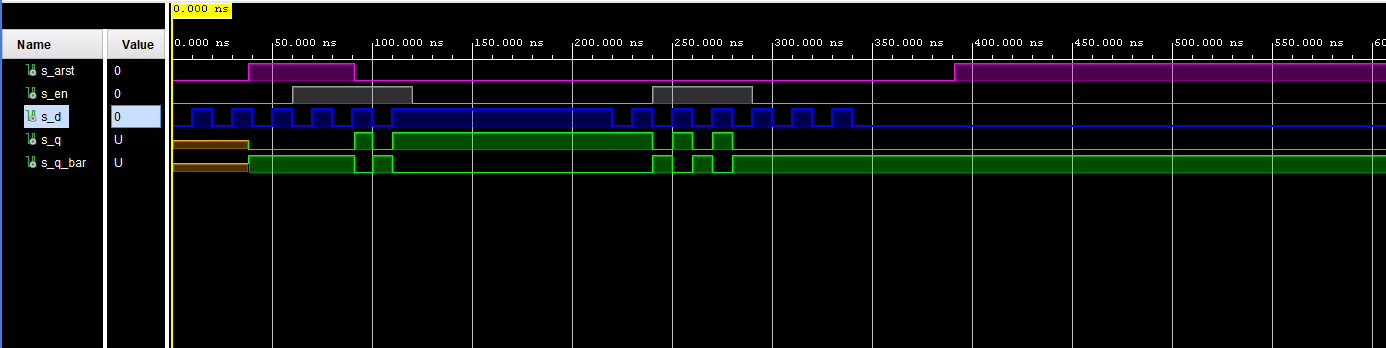 0.000 ns
Name Value
0.000 ns 50.000 ns 100.000 ns 150.000 ns 200.000 ns 250.000 ns 300.000 ns 350.000 ns 400.000 ns 450.000 ns 500.000 ns 550.000 ns 60
s_arst 0
s_en 0
s_d 0
s_q U
s_q_bar U